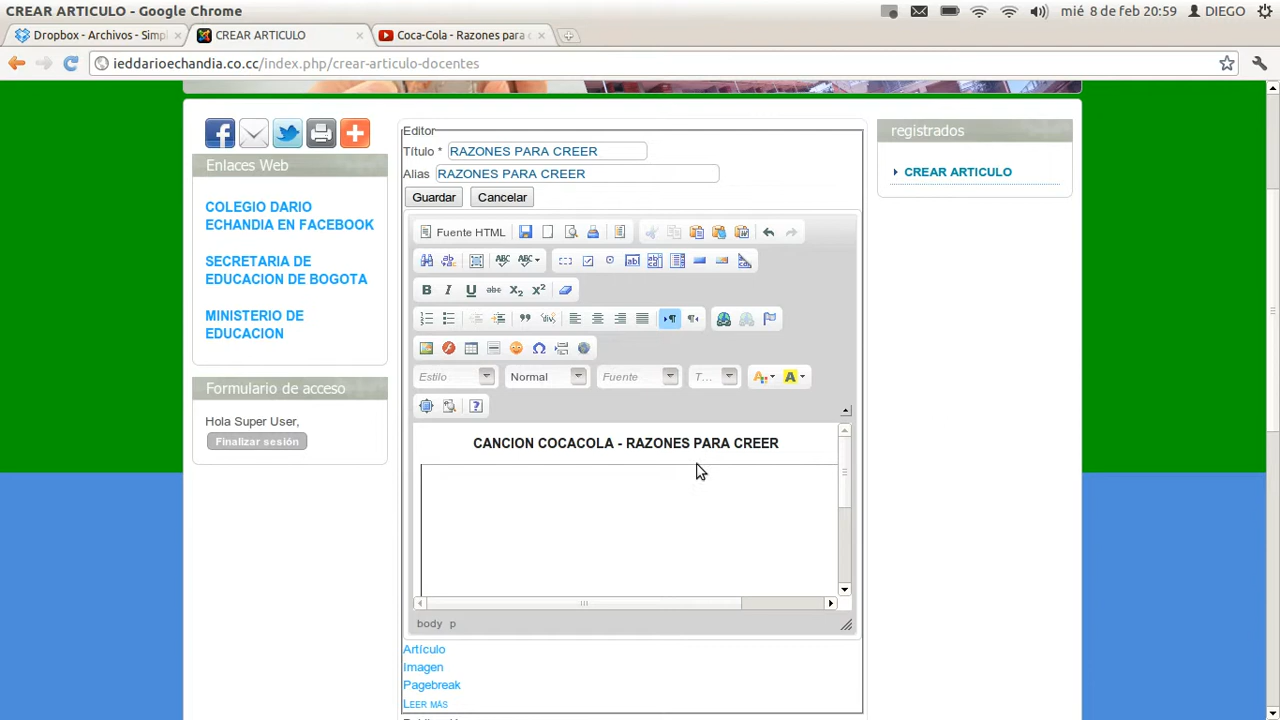 CREAR ARTICULO - Google Chrome
mié 8 de feb 20:59
DIEGO
Dropbox - Archivos - Simpl
CREAR ARTICULO
Coca-Cola - Razones para
ieddarioechandia.co.cc/index.php/crear-articulo-docentes
Enlaces Web
COLEGIO DARIO
ECHANDIA EN FACEBOOK
SECRETARIA DE
EDUCACION DE BOGOTA
MINISTERIO DE
EDUCACION
Formulario de acceso
Hola Super User,
Finalizar sesión
Editor
Título * RAZONES PARA CREER
Alias RAZONES PARA CREER
Guardar Cancelar
Fuente HTML
Estilo Normal Fuente T...
CANCION COCACOLA - RAZONES PARA CREER
body p
Artículo
Imagen
Pagebreak
LEER MÁS
registrados
CREAR ARTICULO